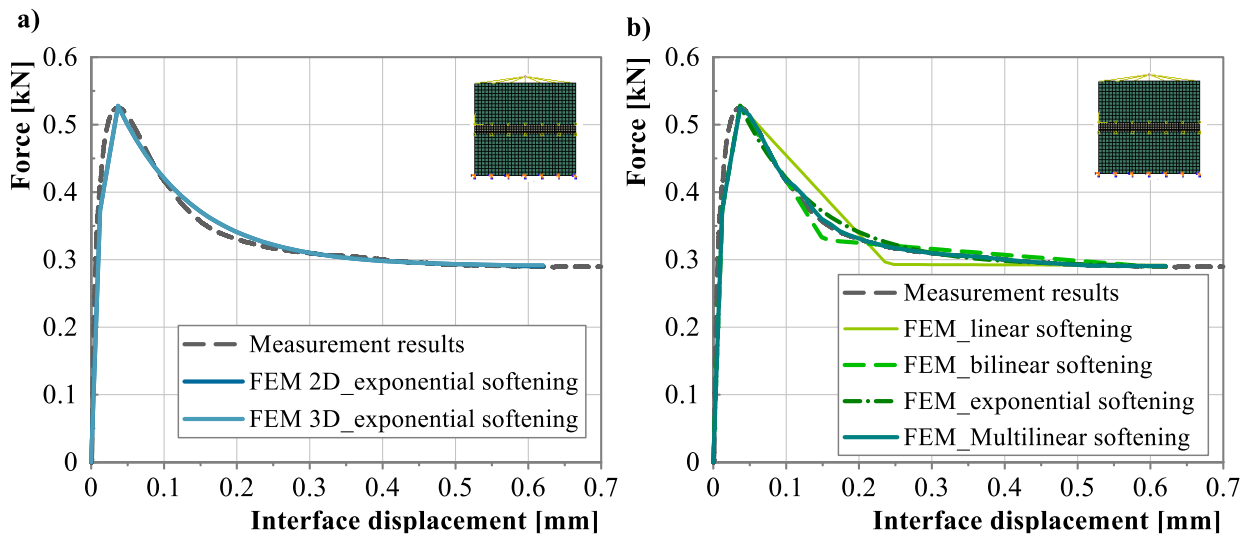 a)
Force [kN]
0.6
0.5
0.4
0.3
0.2
0.1
0
Measurement results
FEM 2D_exponential softening
FEM 3D_exponential softening
0 0.1 0.2 0.3 0.4 0.5 0.6 0.7
Interface displacement [mm]
b)
Force [kN]
0.6
0.5
0.4
0.3
0.2
0.1
0
Measurement results
FEM_linear softening
FEM_bilinear softening
FEM_exponential softening
FEM_Multilinear softening
0 0.1 0.2 0.3 0.4 0.5 0.6 0.7
Interface displacement [mm]